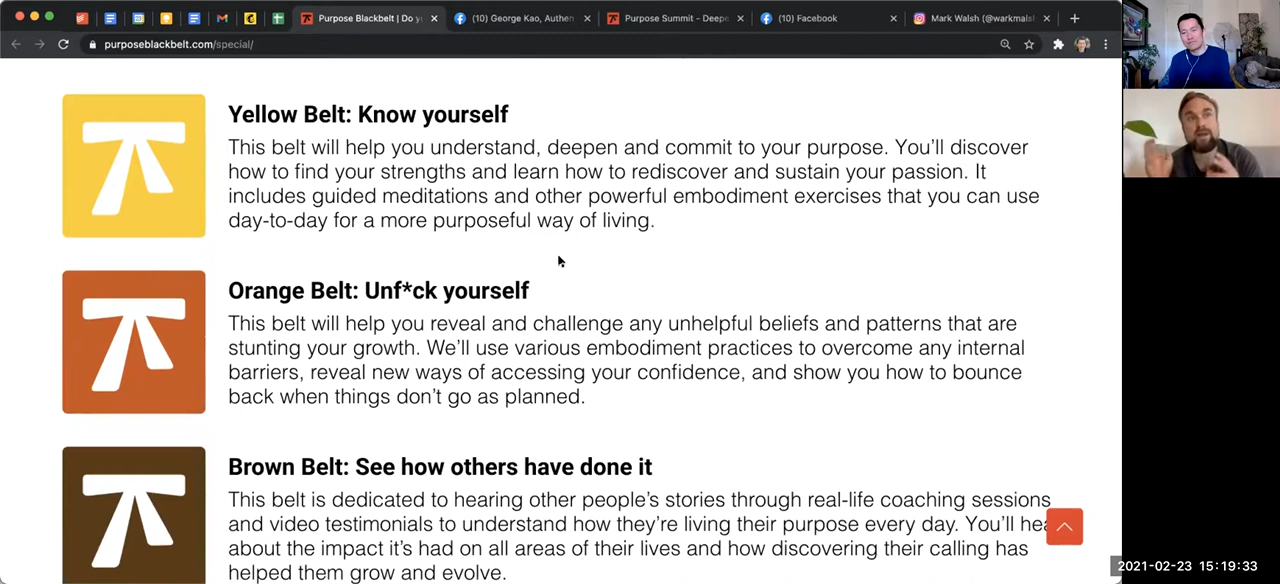 Purpose Blackbelt | Do y
(10) George Kao, Authen
Purpose Summit - Deepe
(10) Facebook
Mark Walsh (@warkmals
purposeblackbelt.com/special/
Yellow Belt: Know yourself
This belt will help you understand, deepen and commit to your purpose. You'll discover
how to find your strengths and learn how to rediscover and sustain your passion. It
includes guided meditations and other powerful embodiment exercises that you can use
day-to-day for a more purposeful way of living.
Orange Belt: Unf*ck yourself
This belt will help you reveal and challenge any unhelpful beliefs and patterns that are
stunting your growth. We'll use various embodiment practices to overcome any internal
barriers, reveal new ways of accessing your confidence, and show you how to bounce
back when things don't go as planned.
Brown Belt: See how others have done it
This belt is dedicated to hearing other people's stories through real-life coaching sessions
and video testimonials to understand how they're living their purpose every day. You'll hea
about the impact it's had on all areas of their lives and how discovering their calling has
helped them grow and evolve.
2021-02-23 15:19:33